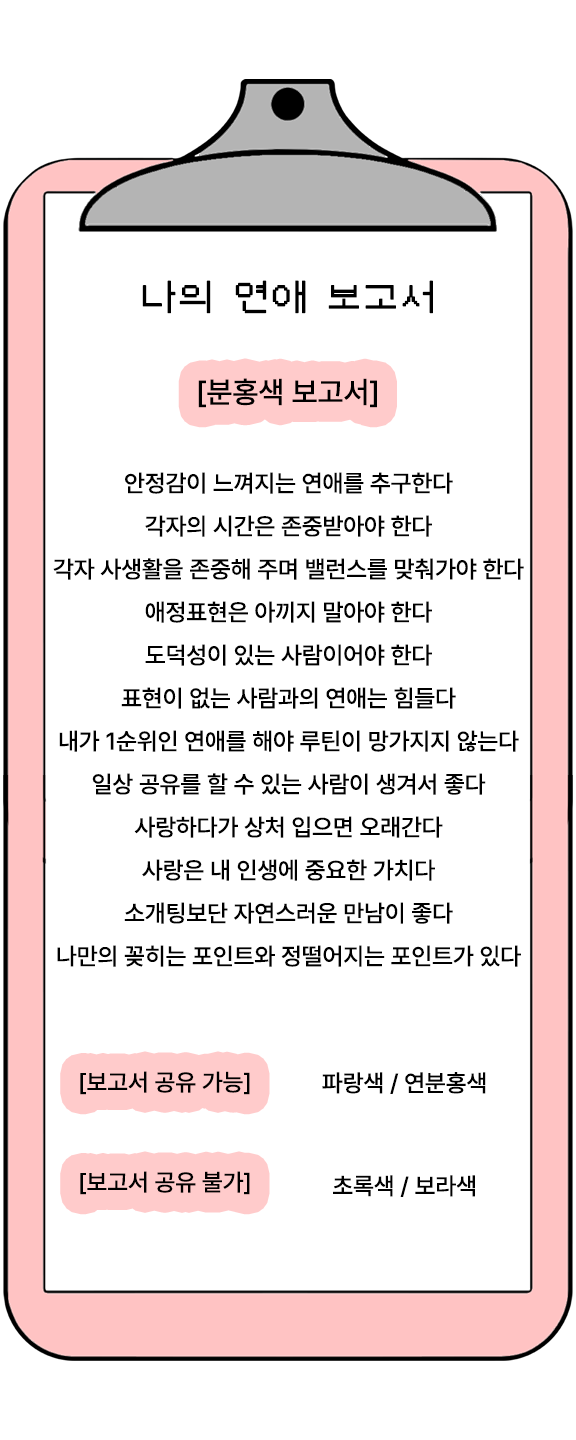 나의 연애 보고서
[분홍색 보고서]
안정감이 느껴지는 연애를 추구한다
각자의 시간은 존중받아야 한다
각자 사생활을 존중해 주며 밸런스를 맞춰가야 한다
애정표현은 아끼지 말아야 한다
도덕성이 있는 사람이어야 한다
표현이 없는 사람과의 연애는 힘들다
내가 1순위인 연애를 해야 루틴이 망가지지 않는다
일상 공유를 할 수 있는 사람이 생겨서 좋다
사랑하다가 상처 입으면 오래간다
사랑은 내 인생에 중요한 가치다
소개팅보단 자연스러운 만남이 좋다
나만의 꽂히는 포인트와 정떨어지는 포인트가 있다
[보고서 공유 가능] 파랑색 / 연분홍색
[보고서 공유 불가] 초록색 / 보라색